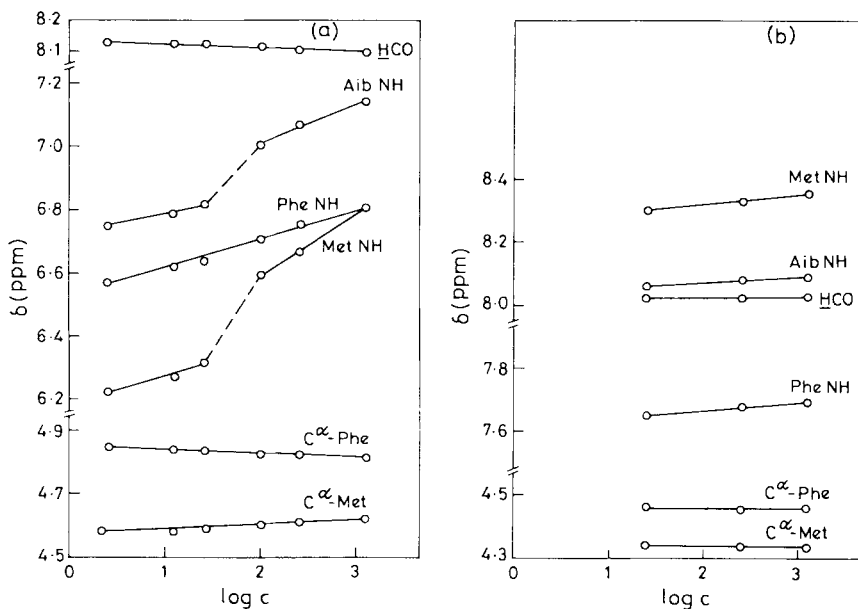 (a)
8·2
8·1
7·2
7·0
6·8
6·6
6·4
6·2
4·9
4·7
4·5
δ (ppm)
HCO
Aib NH
Phe NH
Met NH
Cα-Phe
Cα-Met
0 1 2 3
log c
(b)
8·4
8·2
8·0
7·8
7·6
4·45
4·3
δ (ppm)
Met NH
Aib NH
HCO
Phe NH
Cα-Phe
Cα-Met
0 1 2 3
log c